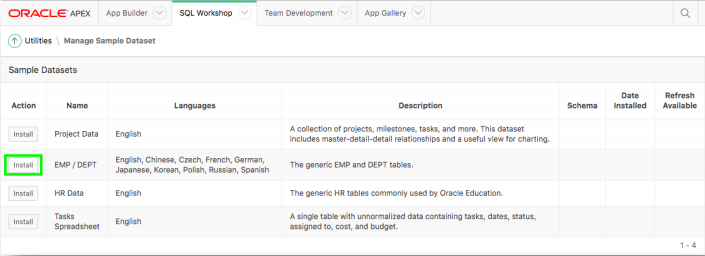 ORACLE APEX App Builder SQL Workshop Team Development App Gallery
Utilities \ Manage Sample Dataset
Sample Datasets
Action Name Languages Description Schema Date Installed Refresh Available
Install Project Data English A collection of projects, milestones, tasks, and more. This dataset
includes master-detail-detail relationships and a useful view for charting.
Install EMP / DEPT English, Chinese, Czech, French, German,
Japanese, Korean, Polish, Russian, Spanish The generic EMP and DEPT tables.
Install HR Data English The generic HR tables commonly used by Oracle Education.
Install Tasks Spreadsheet English A single table with unnormalized data containing tasks, dates, status,
assigned to, cost, and budget.
1 - 4